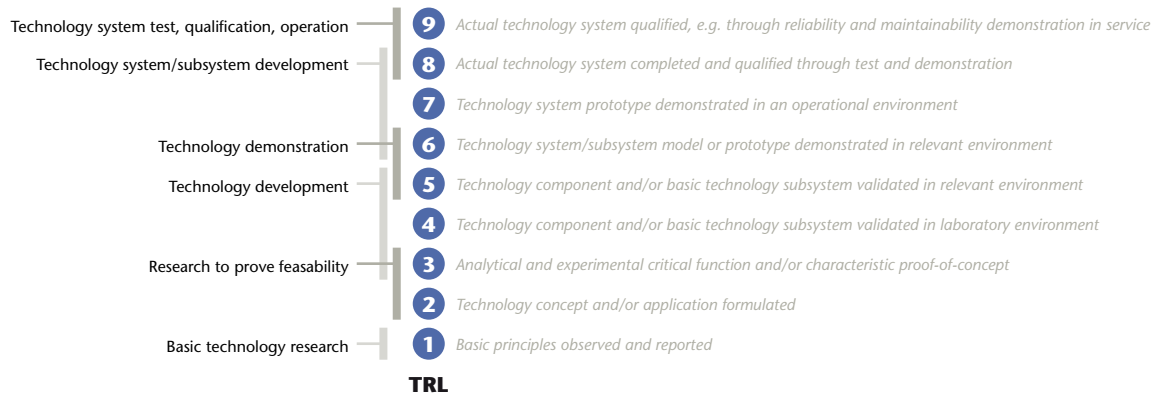 Technology system test, qualification, operation 9 Actual technology system qualified, e.g. through reliability and maintainability demonstration in service
Technology system/subsystem development 8 Actual technology system completed and qualified through test and demonstration
7 Technology system prototype demonstrated in an operational environment
Technology demonstration 6 Technology system/subsystem model or prototype demonstrated in relevant environment
Technology development 5 Technology component and/or basic technology subsystem validated in relevant environment
4 Technology component and/or basic technology subsystem validated in laboratory environment
Research to prove feasability 3 Analytical and experimental critical function and/or characteristic proof-of-concept
2 Technology concept and/or application formulated
Basic technology research 1 Basic principles observed and reported
TRL